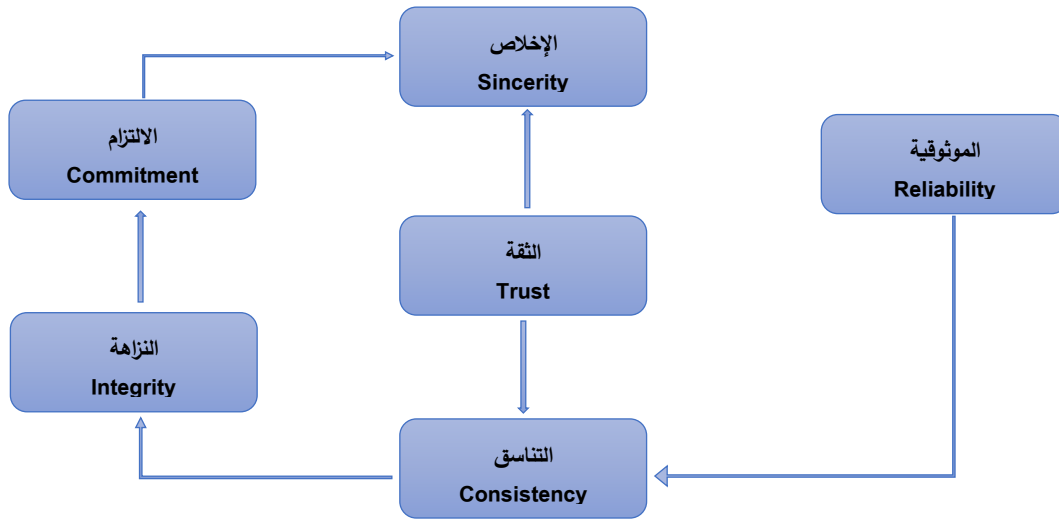 الإخلاص
Sincerity
الالتزام
Commitment
الموثوقية
Reliability
الثقة
Trust
النزاهة
Integrity
التناسق
Consistency